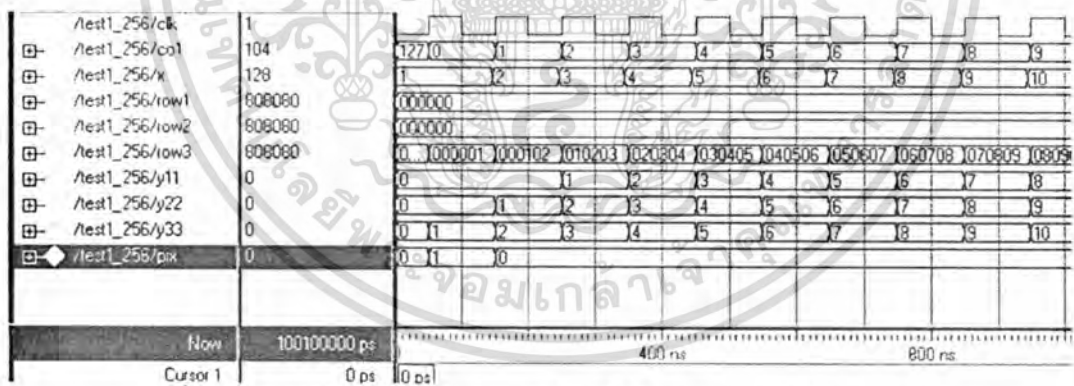 /test1_256/clk 1
/test1_256/co1 104 127 0 1 2 3 4 5 6 7 8 9
/test1_256/x 128 1 2 3 4 5 6 7 8 9 10
/test1_256/row1 808080 000000
/test1_256/row2 808080 000000
/test1_256/row3 808080 0... 000001 000102 010203 020304 030405 040506 050607 060708 070809 08090
/test1_256/y11 0 0 1 2 3 4 5 6 7 8
/test1_256/y22 0 0 1 2 3 4 5 6 7 8 9
/test1_256/y33 0 0 1 2 3 4 5 6 7 8 9 10
/test1_256/pix 0 0 1 0
Now 100100000 ps 400 ns 800 ns
Cursor 1 0 ps 0 ps